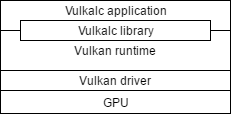 Vulkalc application
Vulkalc library
Vulkan runtime
Vulkan driver
GPU